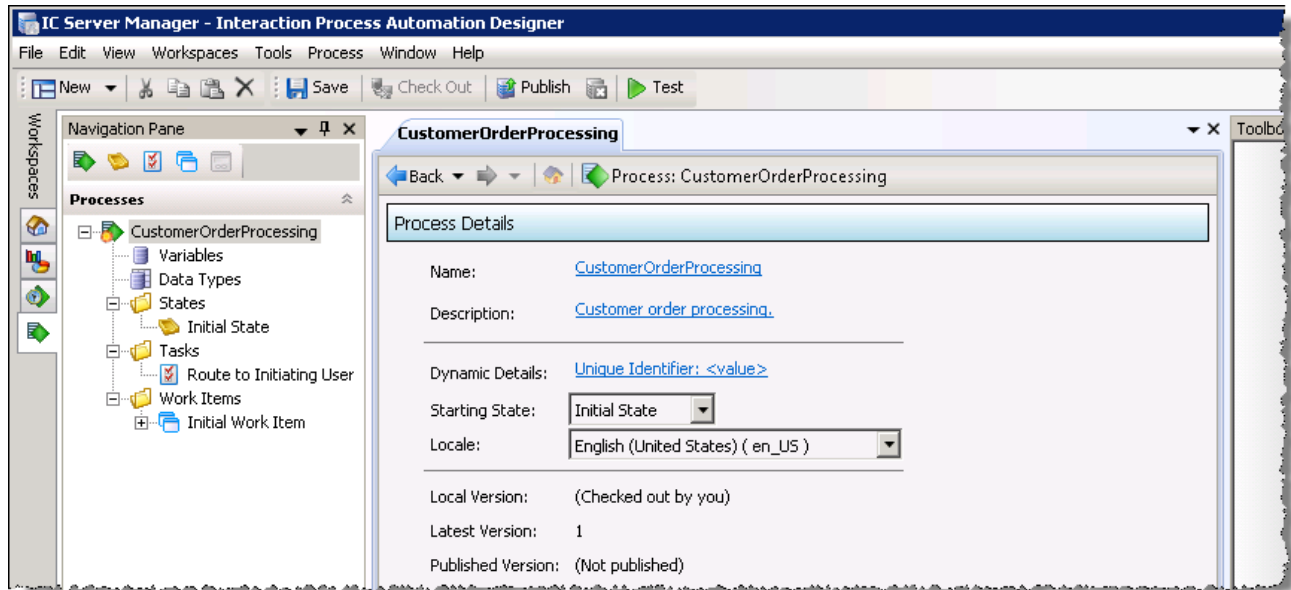 IC Server Manager - Interaction Process Automation Designer
File Edit View Workspaces Tools Process Window Help
New Save Check Out Publish Test
Workspaces
Navigation Pane
CustomerOrderProcessing
Back Process: CustomerOrderProcessing
Processes
CustomerOrderProcessing
Variables
Data Types
States
Initial State
Tasks
Route to Initiating User
Work Items
Initial Work Item
Process Details
Name: CustomerOrderProcessing
Description: Customer order processing.
Dynamic Details: Unique Identifier: <value>
Starting State: Initial State
Locale: English (United States) ( en_US )
Local Version: (Checked out by you)
Latest Version: 1
Published Version: (Not published)